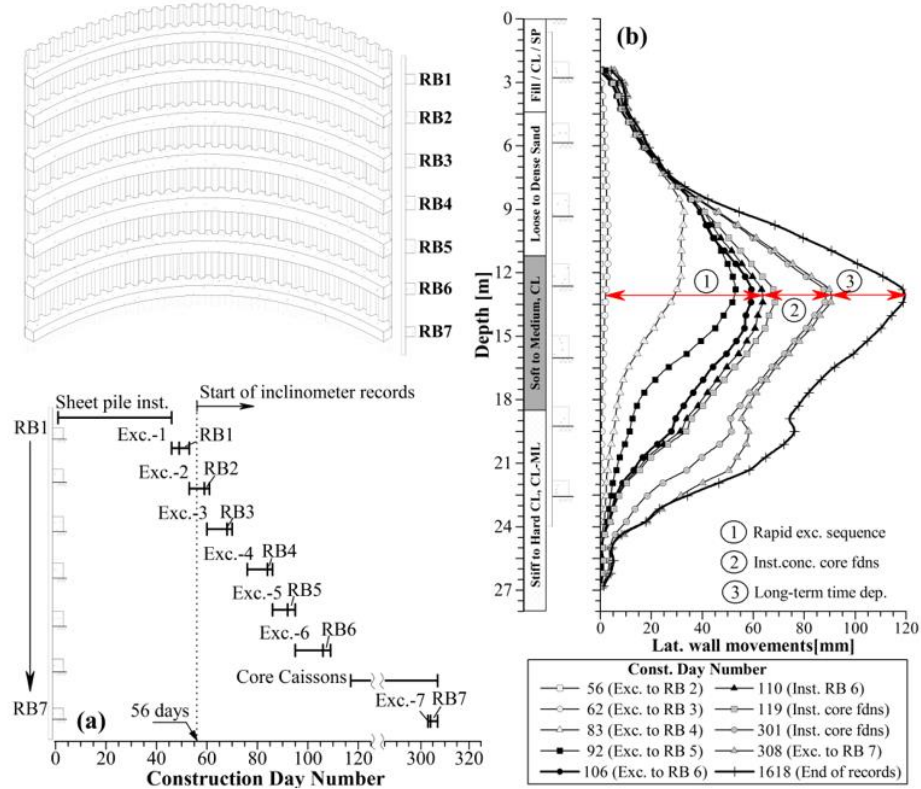 RB1
RB2
RB3
RB4
RB5
RB6
RB7
Sheet pile inst.
Start of inclinometer records
RB1
Exc.-1
RB1
Exc.-2
RB2
Exc.-3
RB3
Exc.-4
RB4
Exc.-5
RB5
Exc.-6
RB6
Core Caissons
Exc.-7
RB7
RB7
(a)
56 days
0 20 40 60 80 100 120 300 320
Construction Day Number
(b)
Fill / CL / SP
Loose to Dense Sand
Soft to Medium, CL
Stiff to Hard CL, CL-ML
Depth [m]
0
3
6
9
12
15
18
21
24
27
1
2
3
1 Rapid exc. sequence
2 Inst.conc. core fdns
3 Long-term time dep.
0 20 40 60 80 100 120
Lat. wall movements[mm]
Const. Day Number
56 (Exc. to RB 2)
62 (Exc. to RB 3)
83 (Exc. to RB 4)
92 (Exc. to RB 5)
106 (Exc. to RB 6)
110 (Inst. RB 6)
119 (Inst. core fdns)
301 (Inst. core fdns)
308 (Exc. to RB 7)
1618 (End of records)